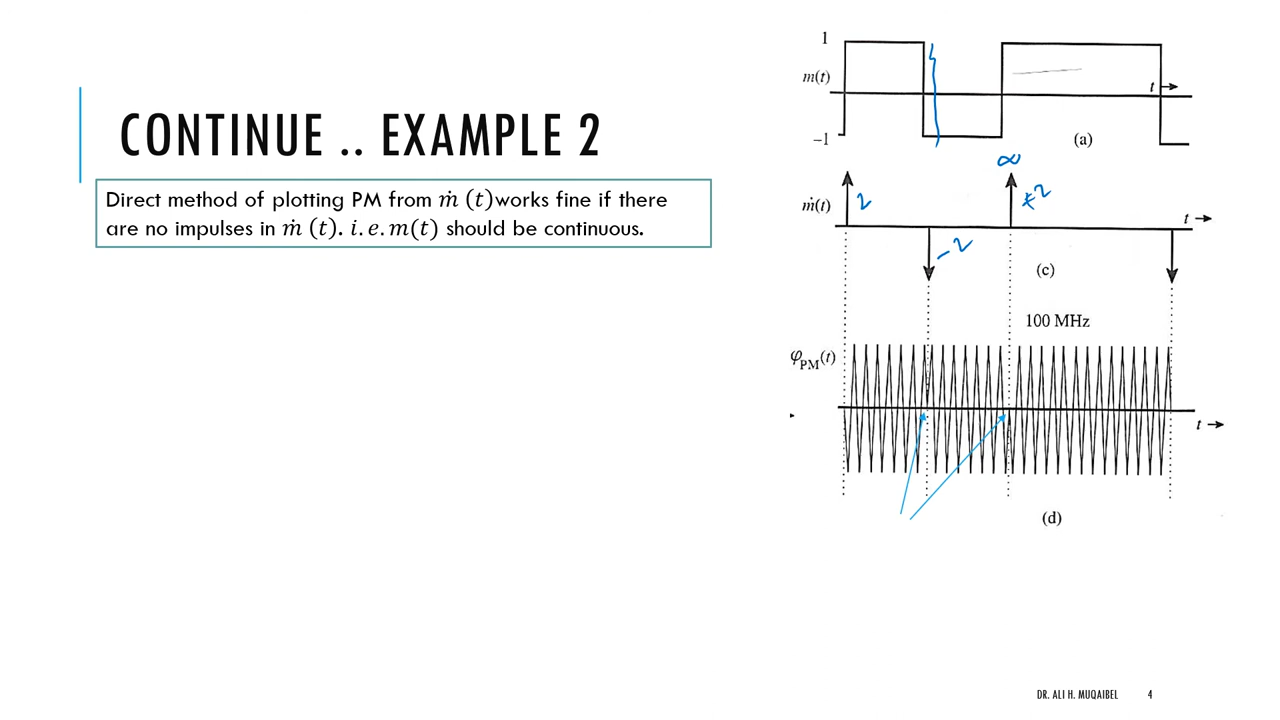 CONTINUE .. EXAMPLE 2
Direct method of plotting PM from ṁ (t)works fine if there
are no impulses in ṁ (t). i.e.m(t) should be continuous.
1
m(t)
t →
−1
(a)
∞
ṁ(t)
2
−2
+2
t →
(c)
100 MHz
φPM(t)
t →
(d)
DR. ALI H. MUQAIBEL 4